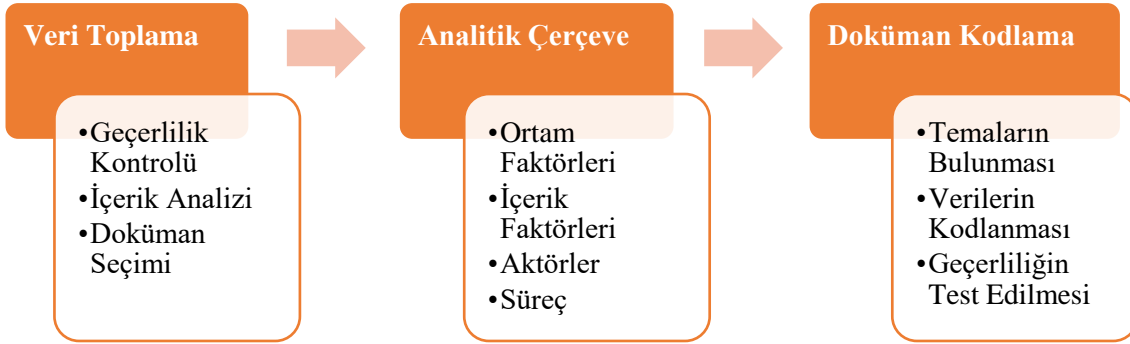 Veri Toplama
•Geçerlilik
Kontrolü
•İçerik Analizi
•Doküman
Seçimi
Analitik Çerçeve
•Ortam
Faktörleri
•İçerik
Faktörleri
•Aktörler
•Süreç
Doküman Kodlama
•Temaların
Bulunması
•Verilerin
Kodlanması
•Geçerliliğin
Test Edilmesi